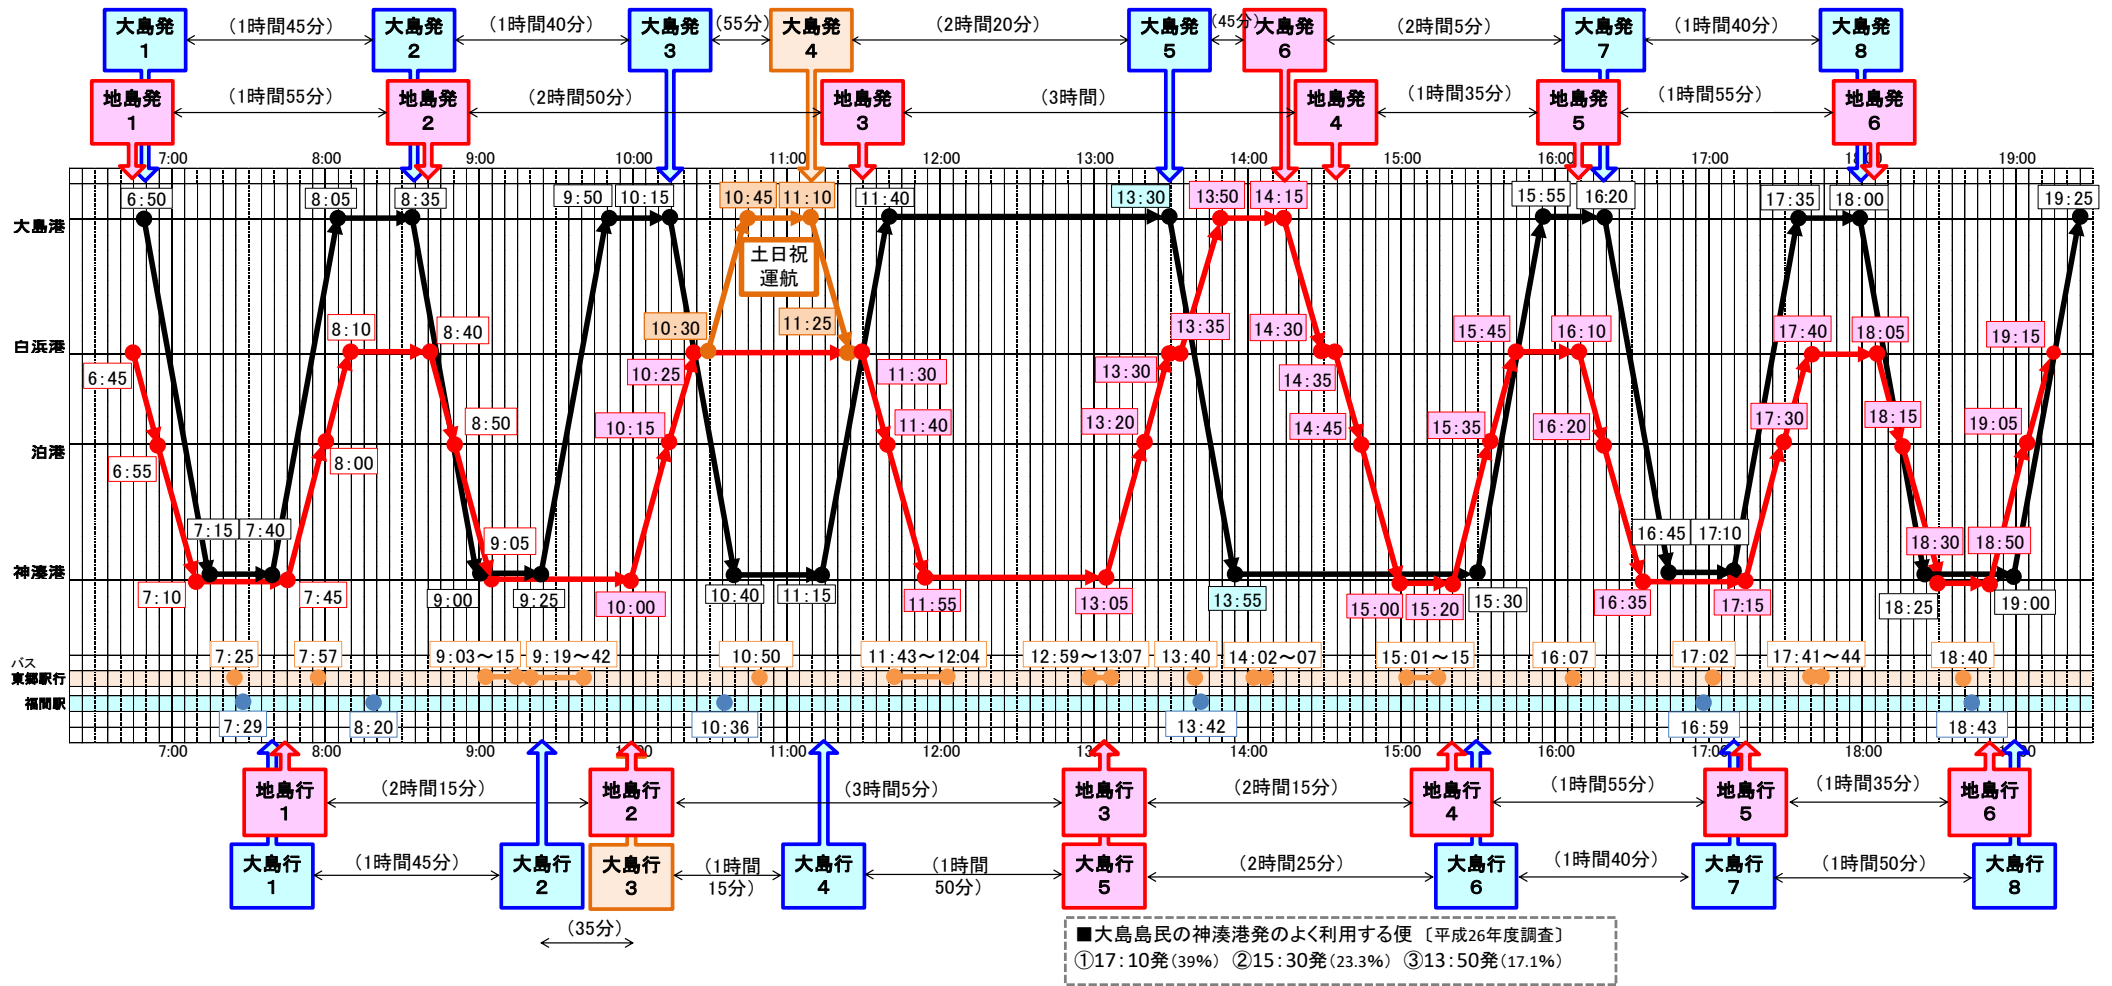 大島発 1
(1時間45分)
大島発 2
(1時間40分)
大島発 3
(55分)
大島発 4
(2時間20分)
大島発 5
(45分)
大島発 6
(2時間5分)
大島発 7
(1時間40分)
大島発 8
地島発 1
(1時間55分)
地島発 2
(2時間50分)
地島発 3
(3時間)
地島発 4
(1時間35分)
地島発 5
(1時間55分)
地島発 6
7:00 8:00 9:00 10:00 11:00 12:00 13:00 14:00 15:00 16:00 17:00 18:00 19:00
大島港
6:50 8:05 8:35 9:50 10:15 10:45 11:10 11:40 13:30 13:50 14:15 15:55 16:20 17:35 18:00 19:25
土日祝
運航
白浜港
6:45 8:10 8:40 10:25 10:30 11:25 11:30 13:30 13:35 14:30 14:35 15:45 16:10 17:40 18:05 19:15
泊港
6:55 8:00 8:50 10:15 11:40 13:20 14:45 15:35 16:20 17:30 18:15 19:05
神湊港
7:10 7:15 7:40 7:45 9:00 9:05 9:25 10:00 10:40 11:15 11:55 13:05 13:55 15:00 15:20 15:30 16:35 16:45 17:10 17:15 18:25 18:30 18:50 19:00
バス
東郷駅行
7:25 7:57 9:03～15 9:19～42 10:50 11:43～12:04 12:59～13:07 13:40 14:02～07 15:01～15 16:07 17:02 17:41～44 18:40
福間駅
7:29 8:20 10:36 13:42 16:59 18:43
7:00 8:00 9:00 10:00 11:00 12:00 13:00 14:00 15:00 16:00 17:00 18:00 19:00
地島行 1
(2時間15分)
地島行 2
(3時間5分)
地島行 3
(2時間15分)
地島行 4
(1時間55分)
地島行 5
(1時間35分)
地島行 6
大島行 1
(1時間45分)
大島行 2
(35分)
大島行 3
(1時間
15分)
大島行 4
(1時間
50分)
大島行 5
(2時間25分)
大島行 6
(1時間40分)
大島行 7
(1時間50分)
大島行 8
■大島島民の神湊港発のよく利用する便 〔平成26年度調査〕
①17:10発(39%) ②15:30発(23.3%) ③13:50発(17.1%)